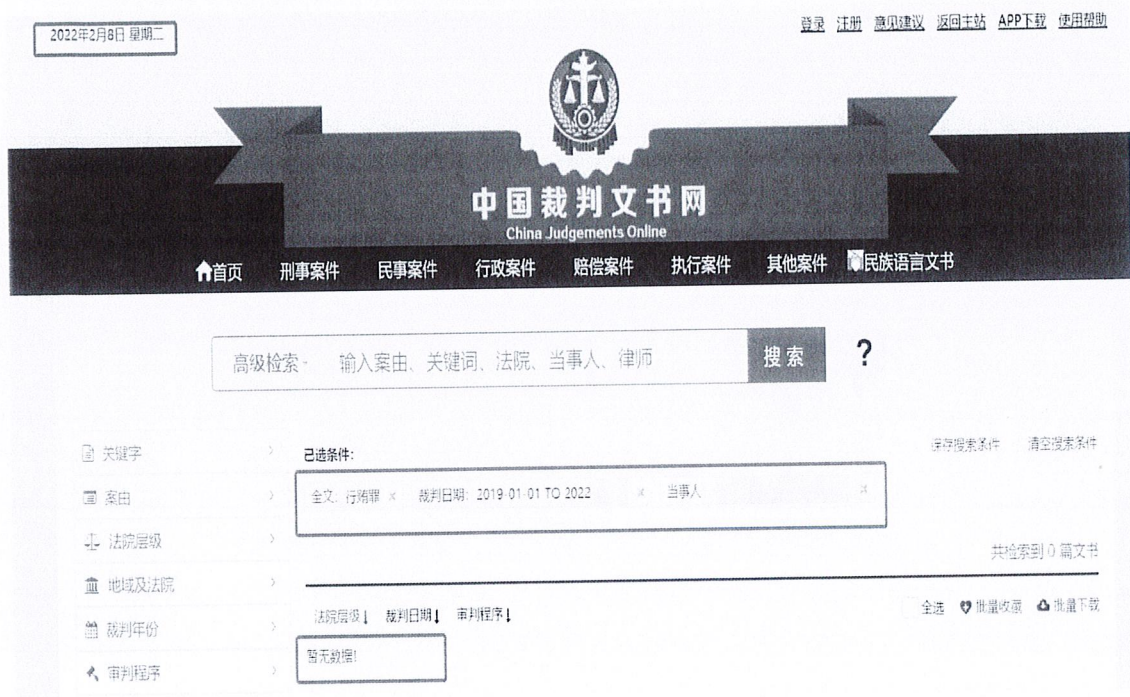 2022年2月8日 星期二
登录 注册 意见建议 返回主站 APP下载 使用帮助
中国裁判文书网
China Judgements Online
首页 刑事案件 民事案件 行政案件 赔偿案件 执行案件 其他案件 民族语言文书
高级检索 输入案由、关键词、法院、当事人、律师 搜索 ?
关键字 >
已选条件:
保存搜索条件 清空搜索条件
案由 >
全文: 行贿罪 × 裁判日期: 2019-01-01 TO 2022 × 当事人 ×
法院层级 >
共检索到 0 篇文书
地域及法院 >
法院层级↓ 裁判日期↓ 审判程序↓
全选 批量收藏 批量下载
裁判年份 >
暂无数据!
审判程序 >